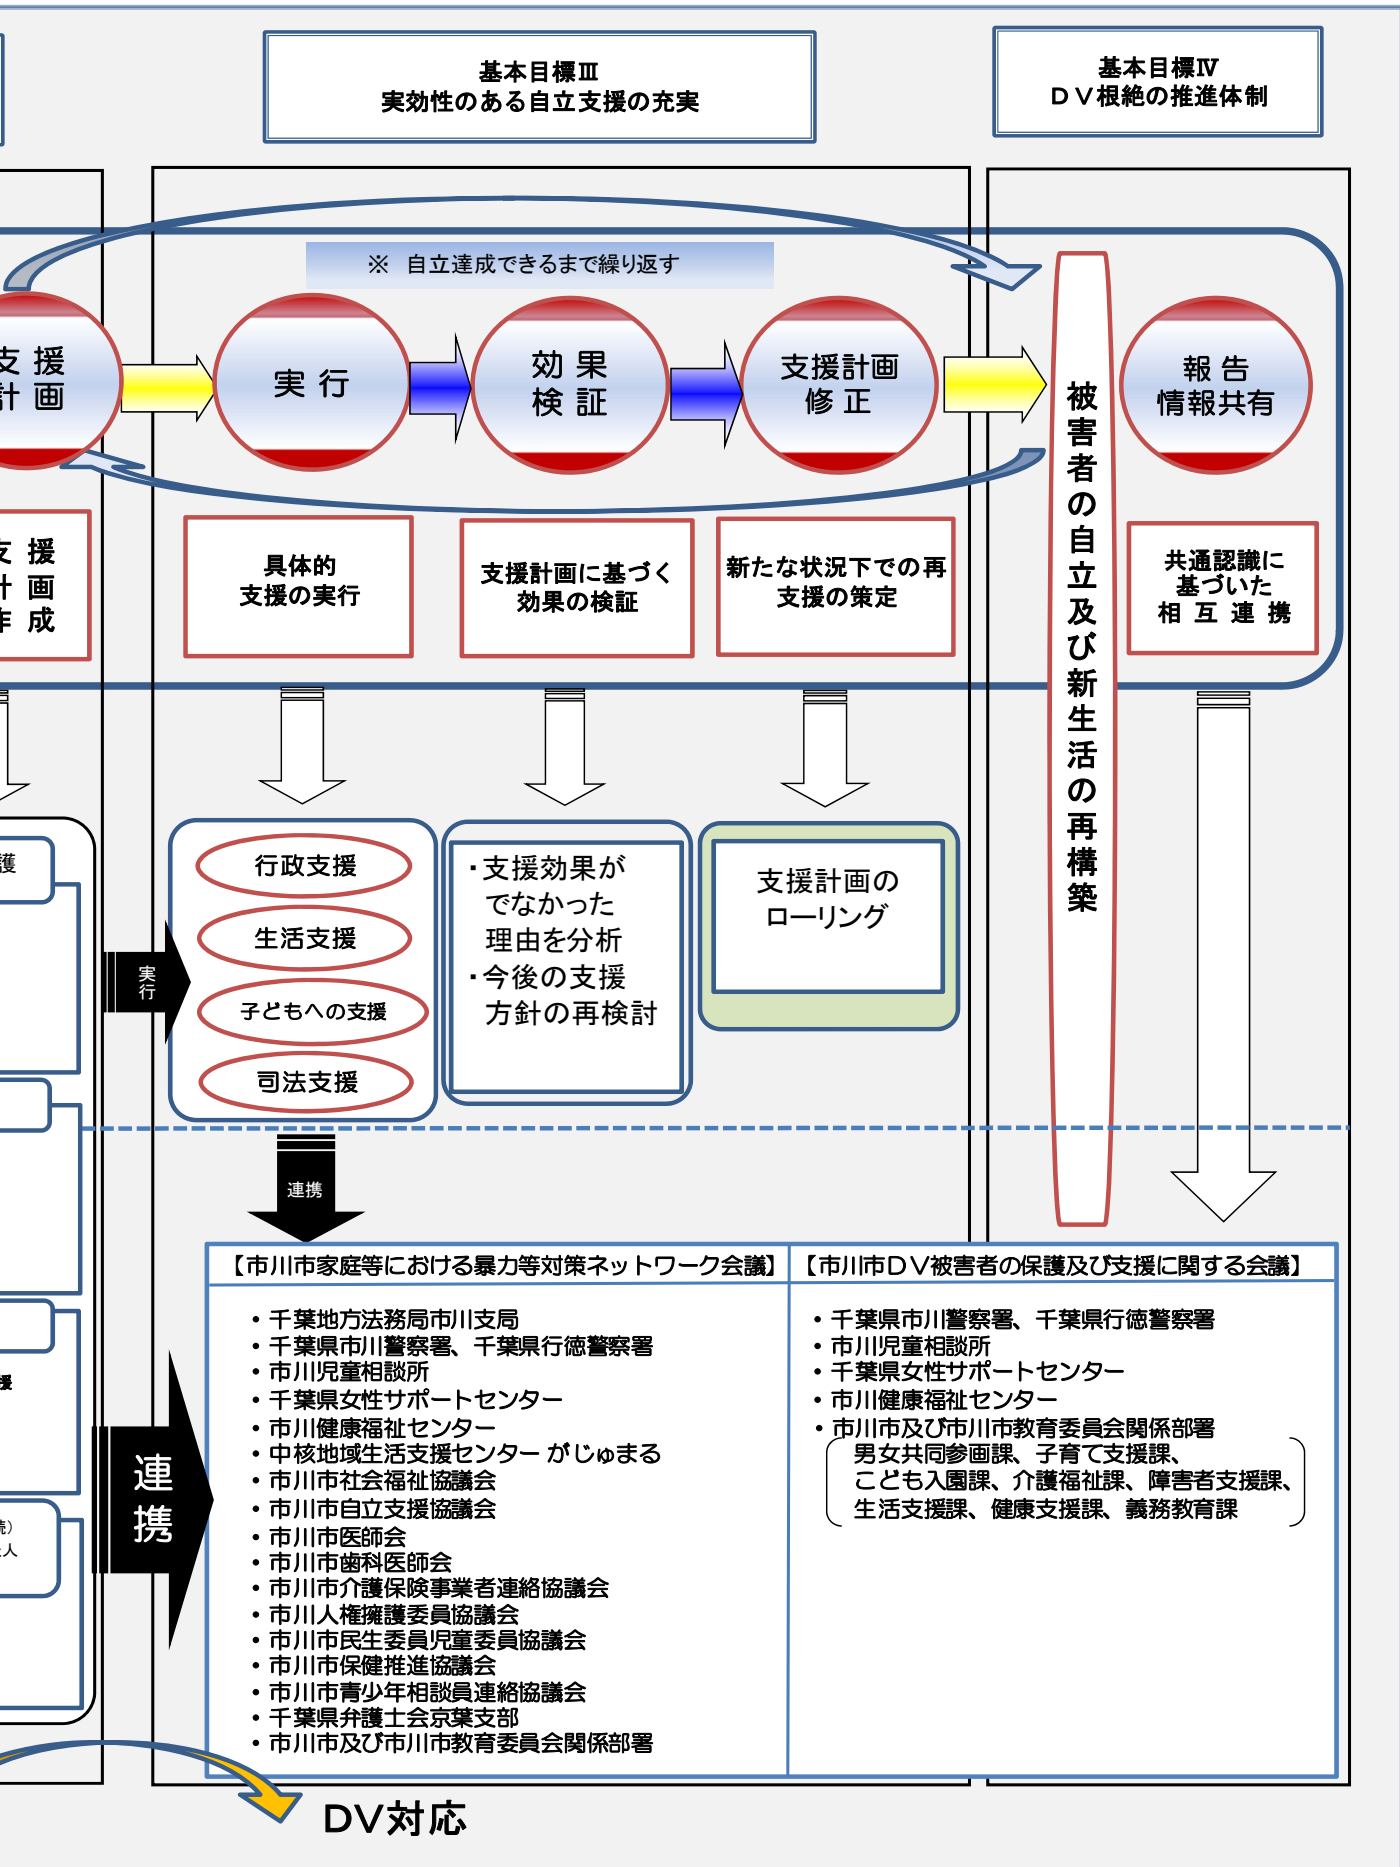 基本目標Ⅲ
実効性のある自立支援の充実
基本目標Ⅳ
ＤＶ根絶の推進体制
※ 自立達成できるまで繰り返す
支 援
計 画
実 行
効 果
検 証
支援計画
修 正
報 告
情報共有
被害者の自立及び新生活の再構築
支 援
計 画
作 成
具体的
支援の実行
支援計画に基づく
効果の検証
新たな状況下での再
支援の策定
共通認識に
基づいた
相 互 連 携
護
実行
行政支援
生活支援
子どもへの支援
司法支援
・支援効果が
でなかった
理由を分析
・今後の支援
方針の再検討
支援計画の
ローリング
連携
援
人
連携
【市川市家庭等における暴力等対策ネットワーク会議】
・千葉地方法務局市川支局
・千葉県市川警察署、千葉県行徳警察署
・市川児童相談所
・千葉県女性サポートセンター
・市川健康福祉センター
・中核地域生活支援センター がじゅまる
・市川市社会福祉協議会
・市川市自立支援協議会
・市川市医師会
・市川市歯科医師会
・市川市介護保険事業者連絡協議会
・市川人権擁護委員協議会
・市川市民生委員児童委員協議会
・市川市保健推進協議会
・市川市青少年相談員連絡協議会
・千葉県弁護士会京葉支部
・市川市及び市川市教育委員会関係部署
【市川市ＤＶ被害者の保護及び支援に関する会議】
・千葉県市川警察署、千葉県行徳警察署
・市川児童相談所
・千葉県女性サポートセンター
・市川健康福祉センター
・市川市及び市川市教育委員会関係部署
男女共同参画課、子育て支援課、
こども入園課、介護福祉課、障害者支援課、
生活支援課、健康支援課、義務教育課
ＤＶ対応